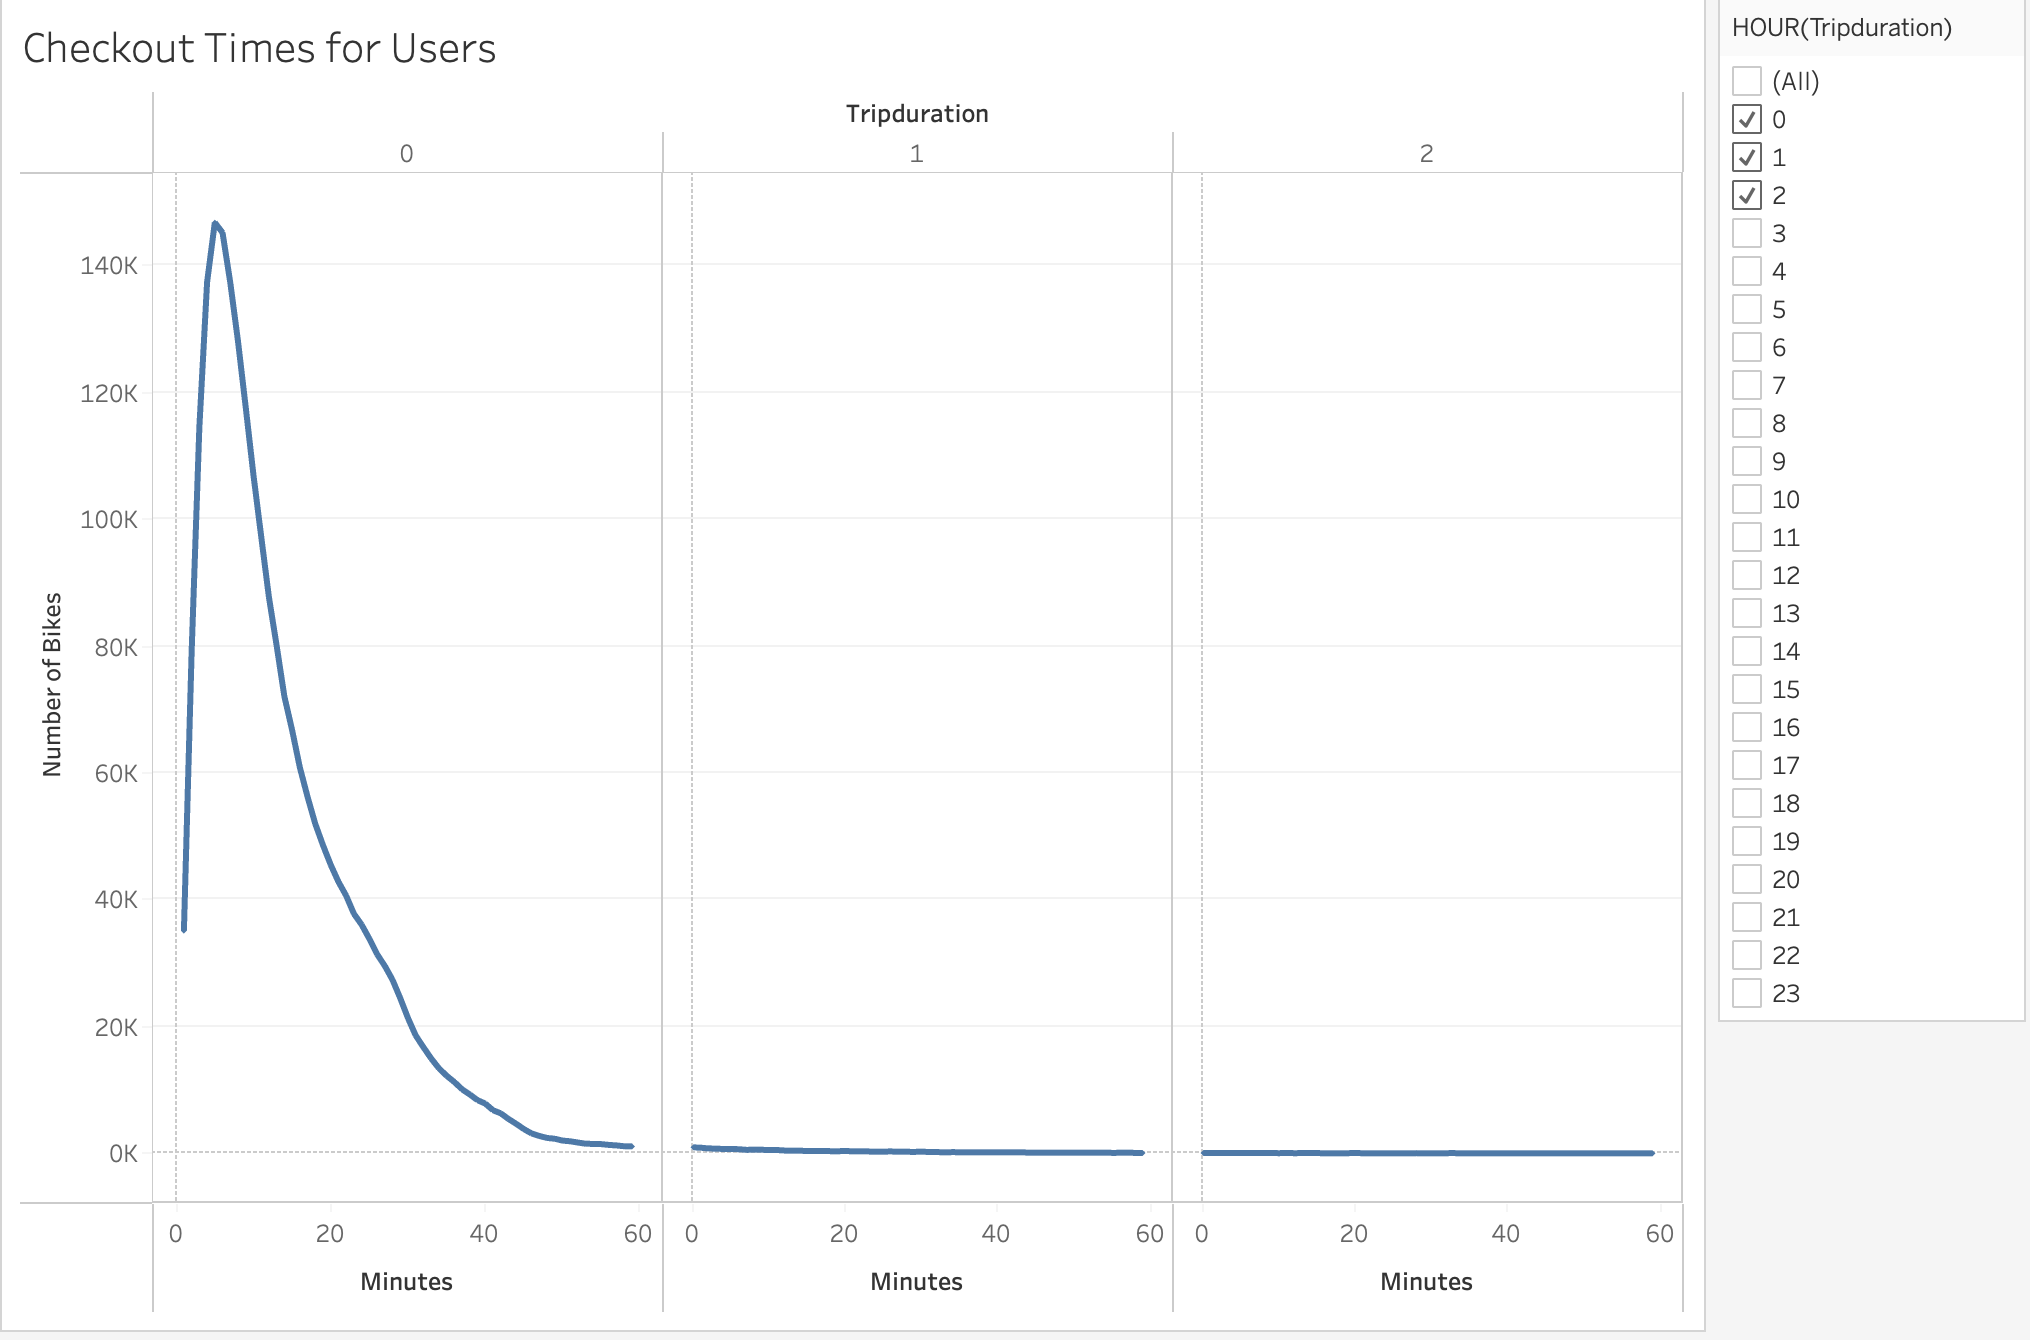 Checkout Times for Users
Tripduration
0 1 2
140K
120K
100K
80K
60K
40K
20K
0K
Number of Bikes
0 20 40 60 0 20 40 60 0 20 40 60
Minutes Minutes Minutes
HOUR(Tripduration)
(All)
0
1
2
3
4
5
6
7
8
9
10
11
12
13
14
15
16
17
18
19
20
21
22
23